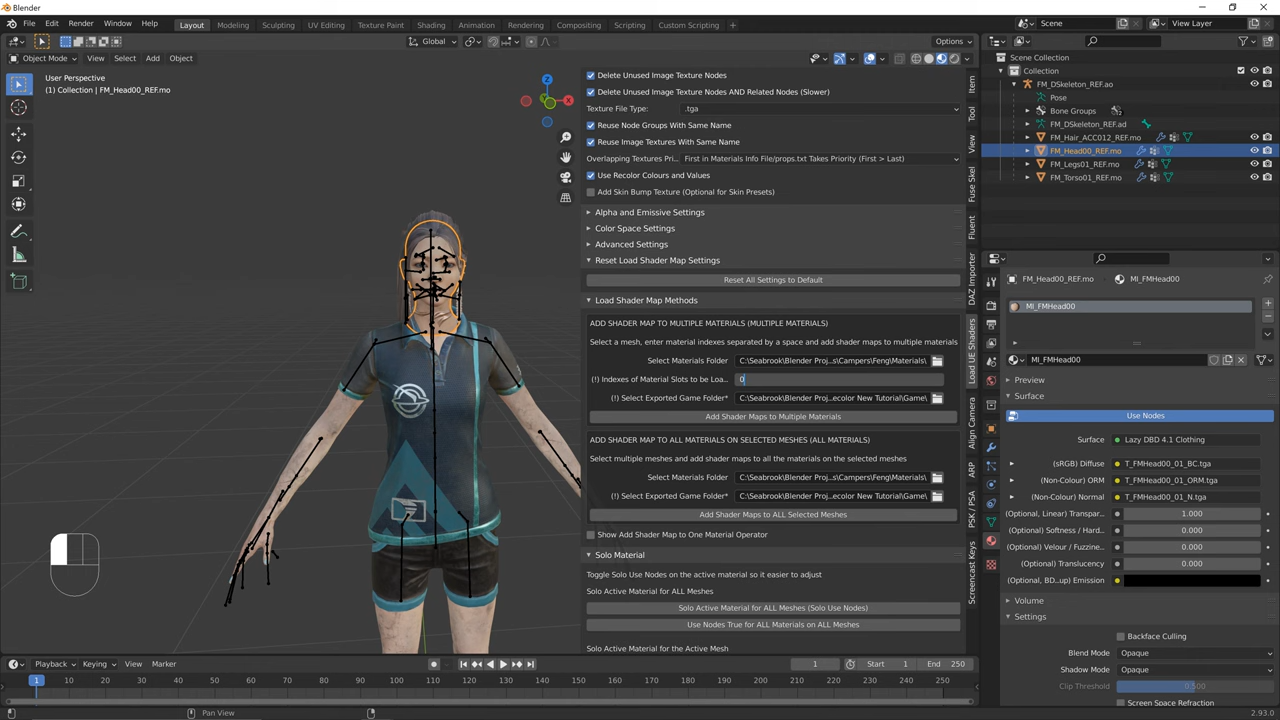 Blender
File Edit Render Window Help Layout Modeling Sculpting UV Editing Texture Paint Shading Animation Rendering Compositing Scripting Custom Scripting + Scene View Layer
Global Options
Object Mode View Select Add Object
User Perspective
(1) Collection | FM_Head00_REF.mo
Z
X
Delete Unused Image Texture Nodes
Delete Unused Image Texture Nodes AND Related Nodes (Slower)
Texture File Type: .tga
Reuse Node Groups With Same Name
Reuse Image Textures With Same Name
Overlapping Textures Pri... First in Materials Info File/props.txt Takes Priority (First > Last)
Use Recolor Colours and Values
Add Skin Bump Texture (Optional for Skin Presets)
Alpha and Emissive Settings
Color Space Settings
Advanced Settings
Reset Load Shader Map Settings
Reset All Settings to Default
Load Shader Map Methods
ADD SHADER MAP TO MULTIPLE MATERIALS (MULTIPLE MATERIALS)
Select a mesh, enter material indexes separated by a space and add shader maps to multiple materials
Select Materials Folder C:\Seabrook\Blender Proj...s\Campers\Feng\Materials\
(!) Indexes of Material Slots to be Loa... 0
(!) Select Exported Game Folder* C:\Seabrook\Blender Proj...ecolor New Tutorial\Game\
Add Shader Maps to Multiple Materials
ADD SHADER MAP TO ALL MATERIALS ON SELECTED MESHES (ALL MATERIALS)
Select multiple meshes and add shader maps to all the materials on the selected meshes
Select Materials Folder C:\Seabrook\Blender Proj...s\Campers\Feng\Materials\
(!) Select Exported Game Folder* C:\Seabrook\Blender Proj...ecolor New Tutorial\Game\
Add Shader Maps to ALL Selected Meshes
Show Add Shader Map to One Material Operator
Solo Material
Toggle Solo Use Nodes on the active material so it easier to adjust
Solo Active Material for ALL Meshes
Solo Active Material for ALL Meshes (Solo Use Nodes)
Use Nodes True for ALL Materials on ALL Meshes
Solo Active Material for the Active Mesh
Item
Tool
View
Fuse Skel
Fluent
DAZ Importer
Load UE Shaders
Align Camera
ARP
PSK / PSA
Screencast Keys
Scene Collection
Collection
FM_DSkeleton_REF.ao
Pose
Bone Groups
FM_DSkeleton_REF.ad
FM_Hair_ACC012_REF.mo
FM_Head00_REF.mo
FM_Legs01_REF.mo
FM_Torso01_REF.mo
FM_Head00_REF.mo MI_FMHead00
MI_FMHead00
MI_FMHead00
Preview
Surface
Use Nodes
Surface Lazy DBD 4.1 Clothing
(sRGB) Diffuse T_FMHead00_01_BC.tga
(Non-Colour) ORM T_FMHead00_01_ORM.tga
(Non-Colour) Normal T_FMHead00_01_N.tga
(Optional, Linear) Transpar... 1.000
(Optional) Softness / Hard... 0.000
(Optional) Velour / Fuzzine... 0.000
(Optional) Translucency 0.000
(Optional, BD...up) Emission
Volume
Settings
Backface Culling
Blend Mode Opaque
Shadow Mode Opaque
Clip Threshold 0.500
Screen Space Refraction
Playback Keying View Marker 1 Start 1 End 250
1 10 20 30 40 50 60 70 80 90 100 110 120 130 140 150 160 170 180 190 200 210 220 230 240 250
Pan View 2.93.0